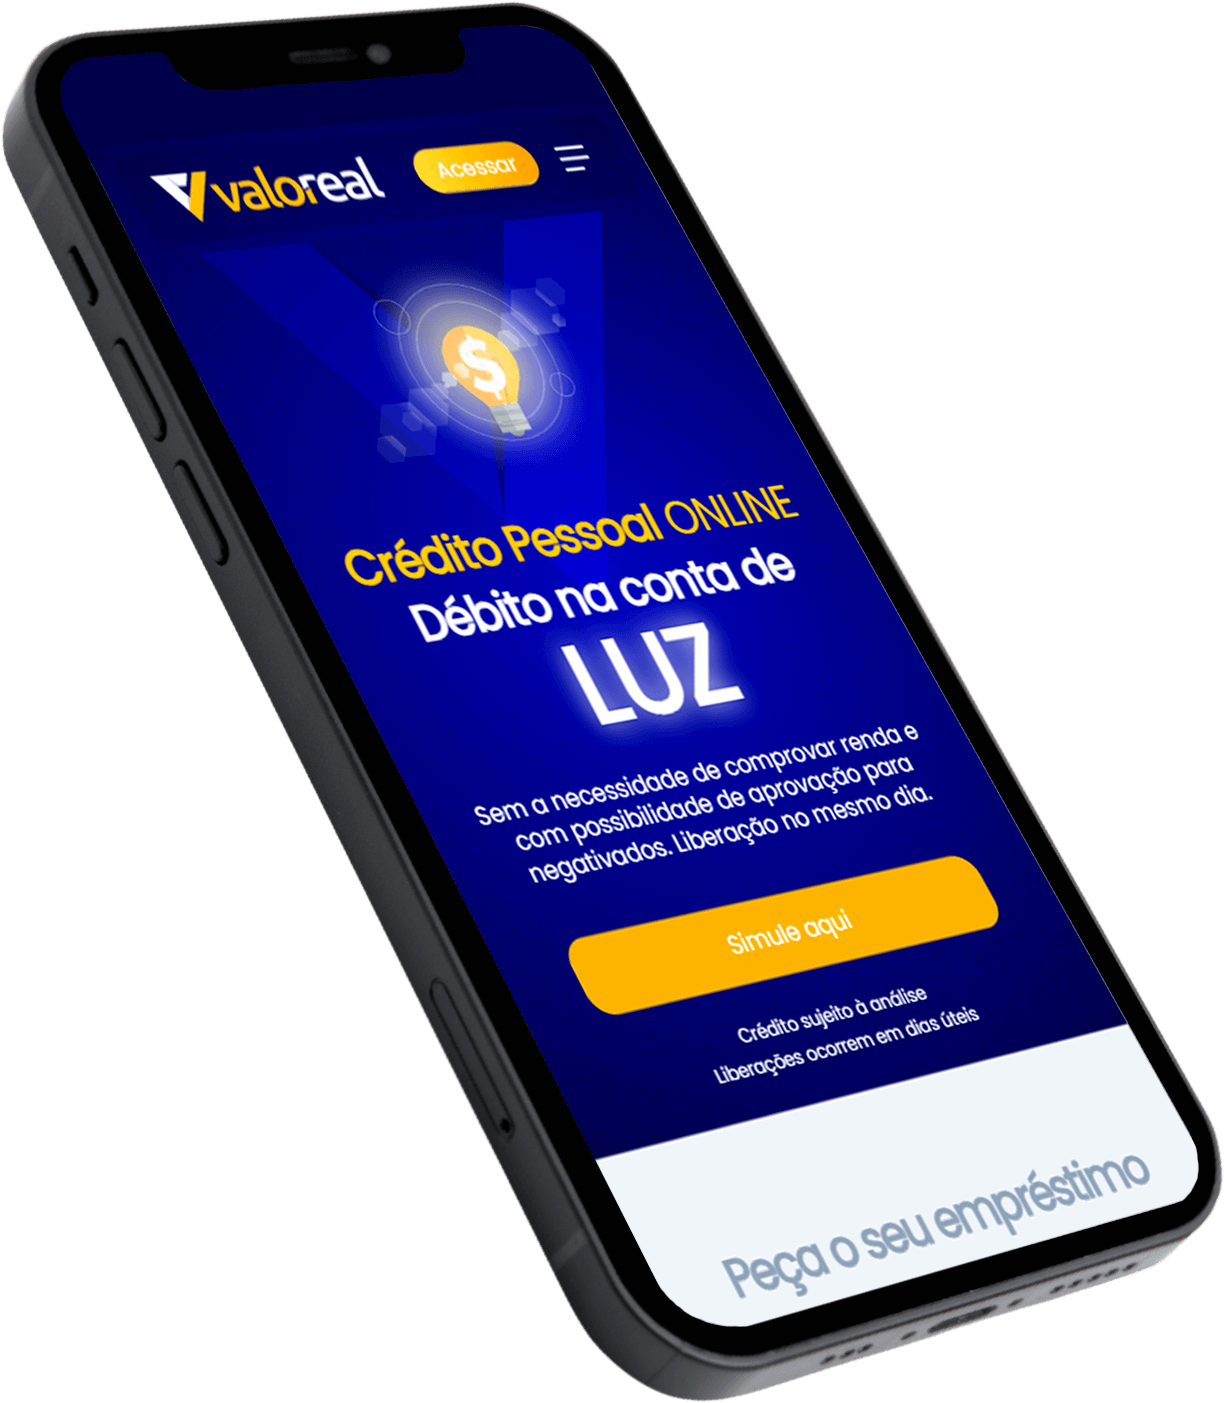 valoreal
Acessar
$
Crédito Pessoal ONLINE
Débito na conta de
LUZ
Sem a necessidade de comprovar renda e
com possibilidade de aprovação para
negativados. Liberação no mesmo dia.
Simule aqui
Crédito sujeito à análise
Liberações ocorrem em dias úteis
Peça o seu empréstimo